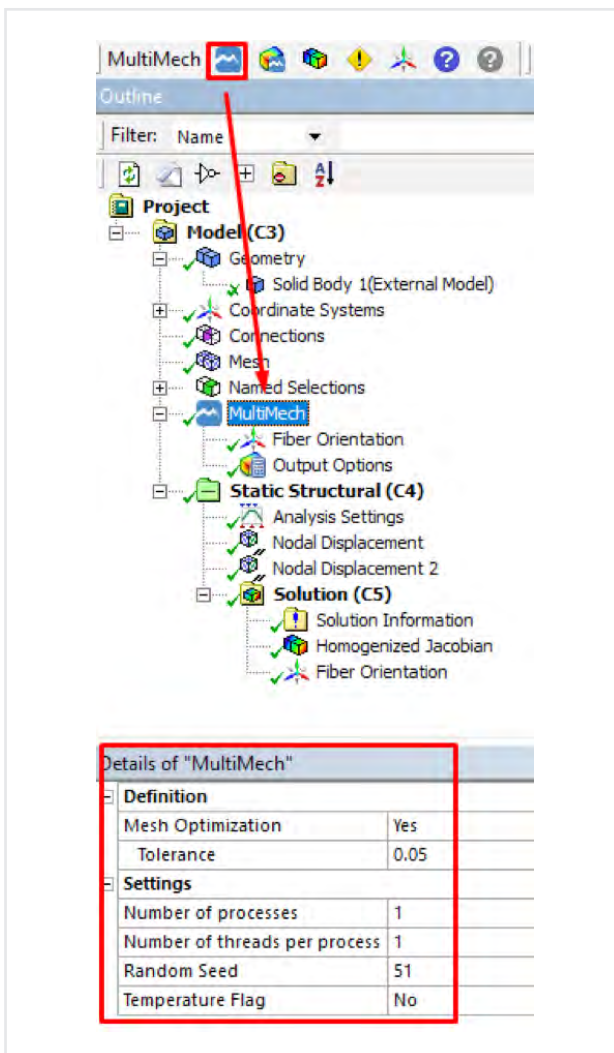 MultiMech
Outline
Filter: Name
Project
Model (C3)
Geometry
Solid Body 1(External Model)
Coordinate Systems
Connections
Mesh
Named Selections
MultiMech
Fiber Orientation
Output Options
Static Structural (C4)
Analysis Settings
Nodal Displacement
Nodal Displacement 2
Solution (C5)
Solution Information
Homogenized Jacobian
Fiber Orientation
Details of "MultiMech"
Definition
Mesh Optimization Yes
Tolerance 0.05
Settings
Number of processes 1
Number of threads per process 1
Random Seed 51
Temperature Flag No